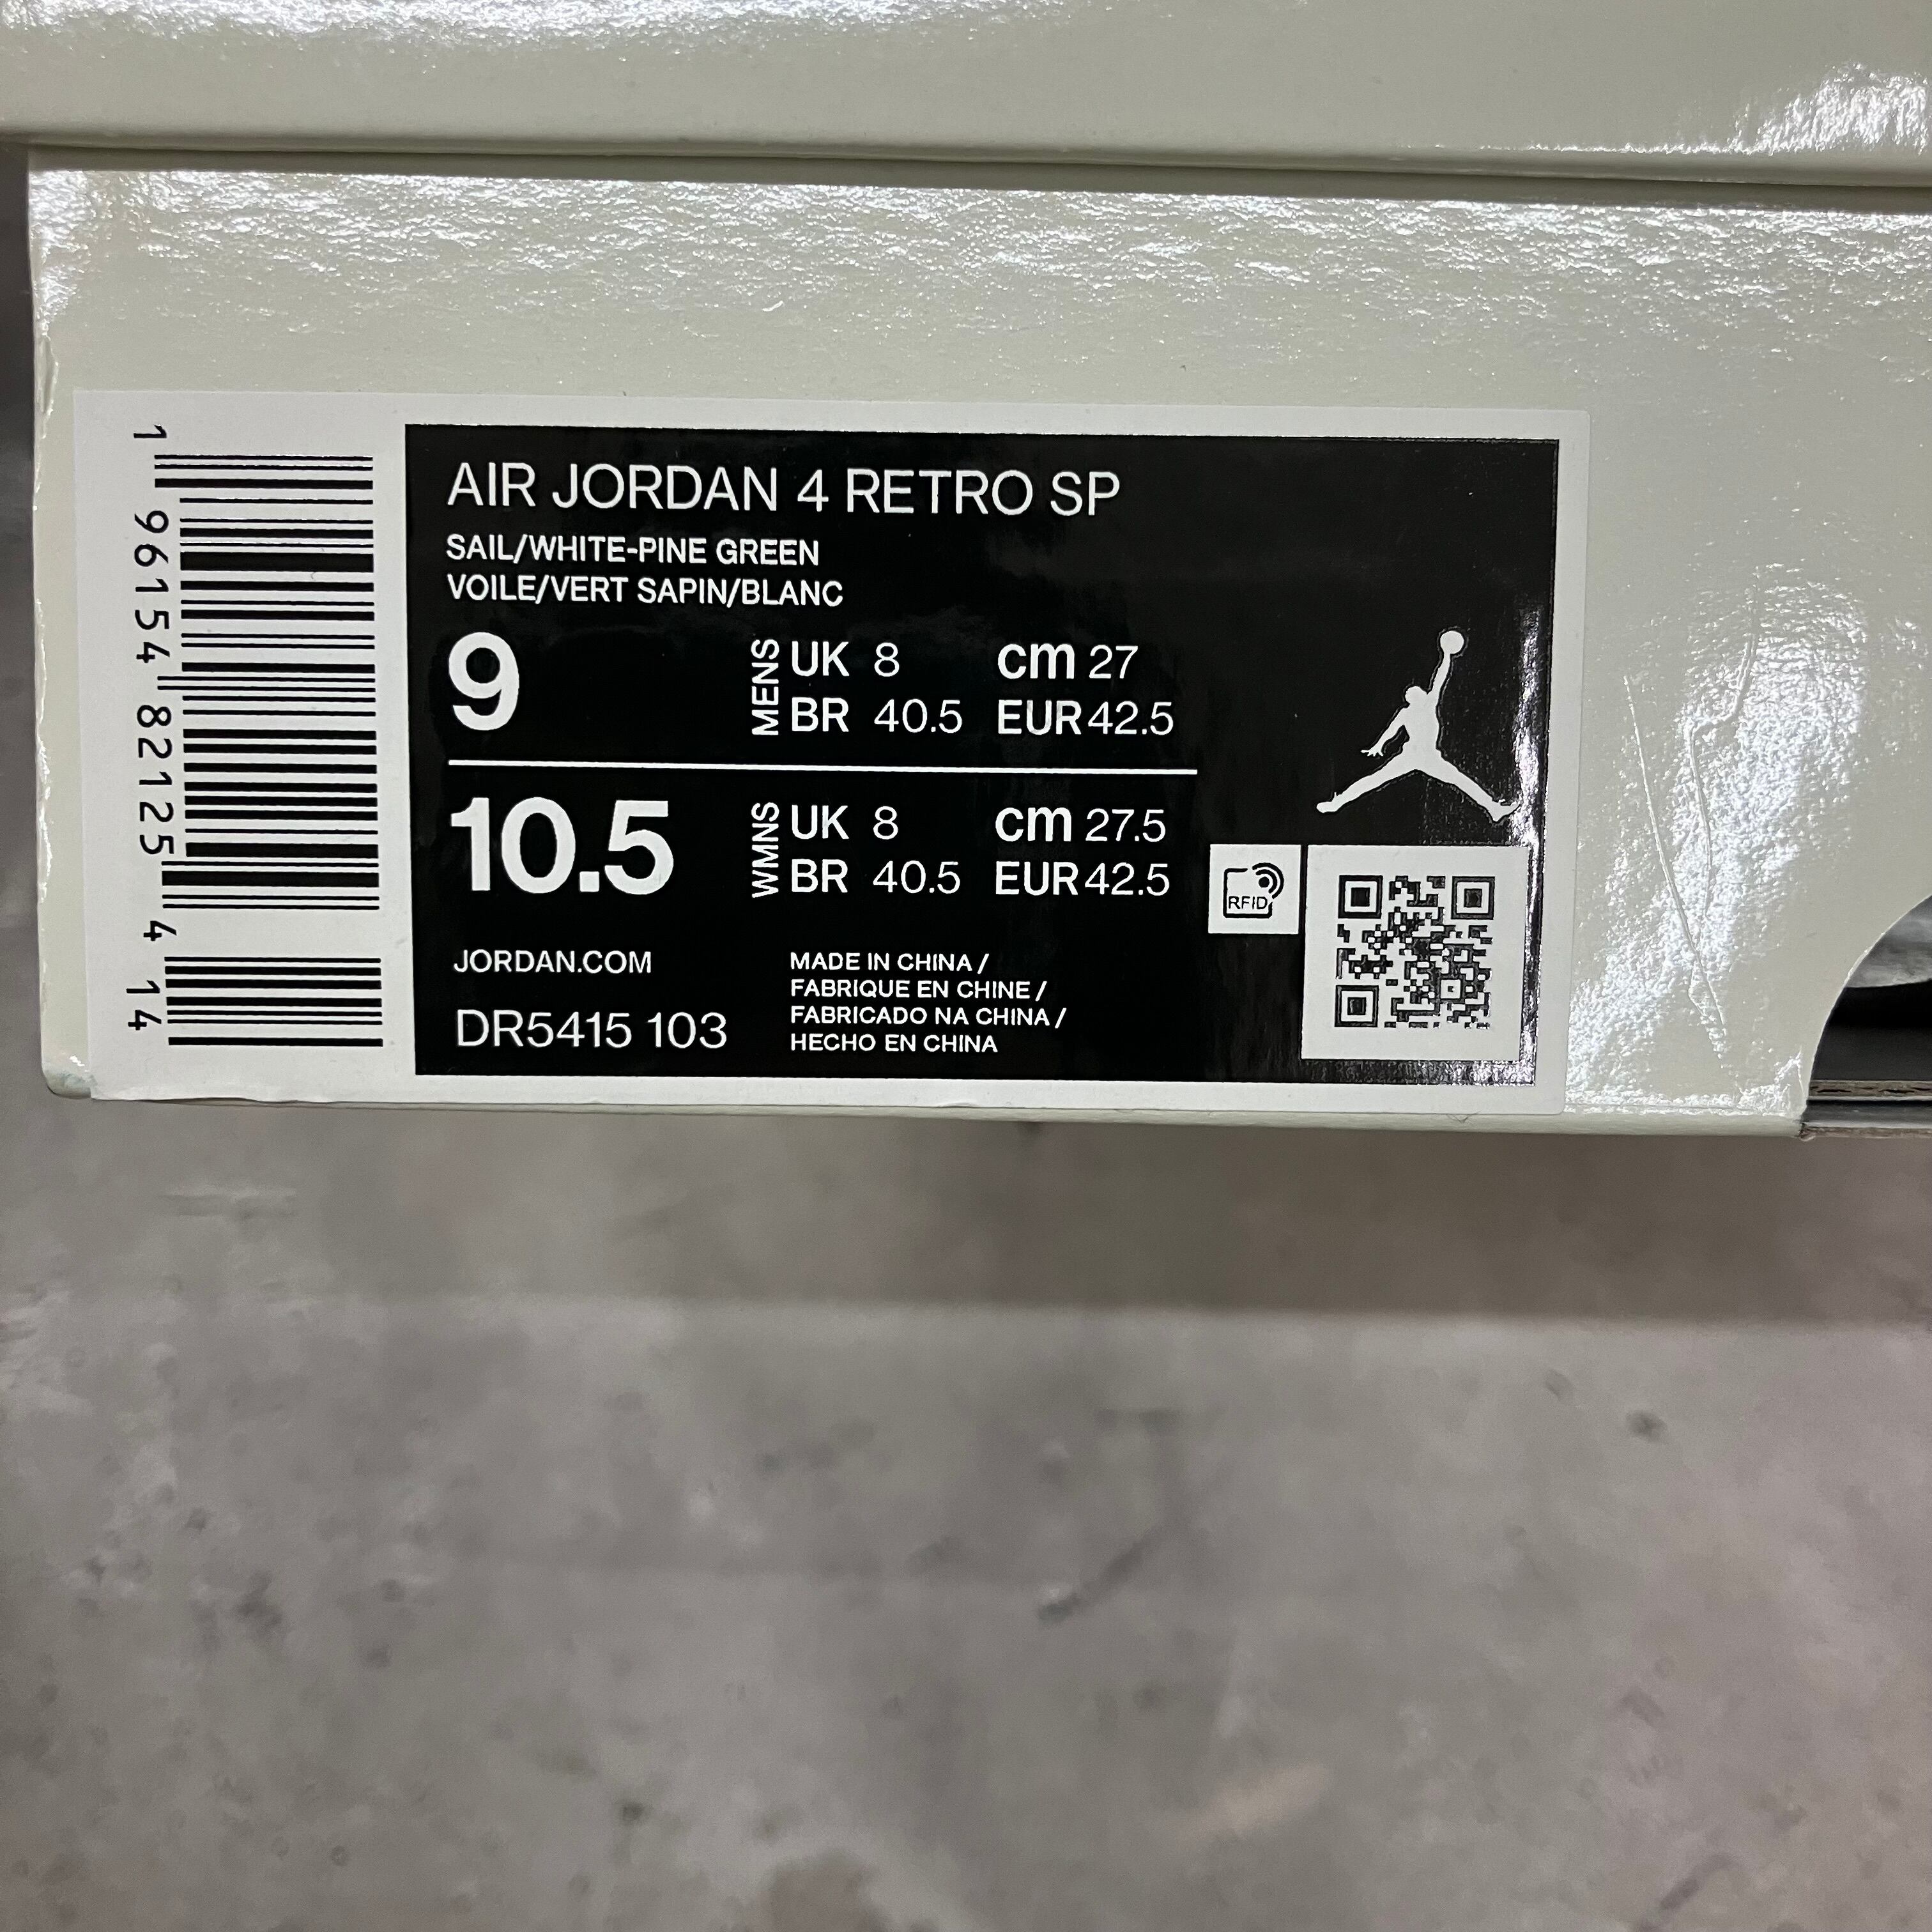 1 96154 82125 4 14
AIR JORDAN 4 RETRO SP
SAIL/WHITE-PINE GREEN
VOILE/VERT SAPIN/BLANC
9 MENS UK 8 cm 27
BR 40.5 EUR 42.5
10.5 WMNS UK 8 cm 27.5
BR 40.5 EUR 42.5
RFID
JORDAN.COM
DR5415 103
MADE IN CHINA /
FABRIQUE EN CHINE /
FABRICADO NA CHINA /
HECHO EN CHINA